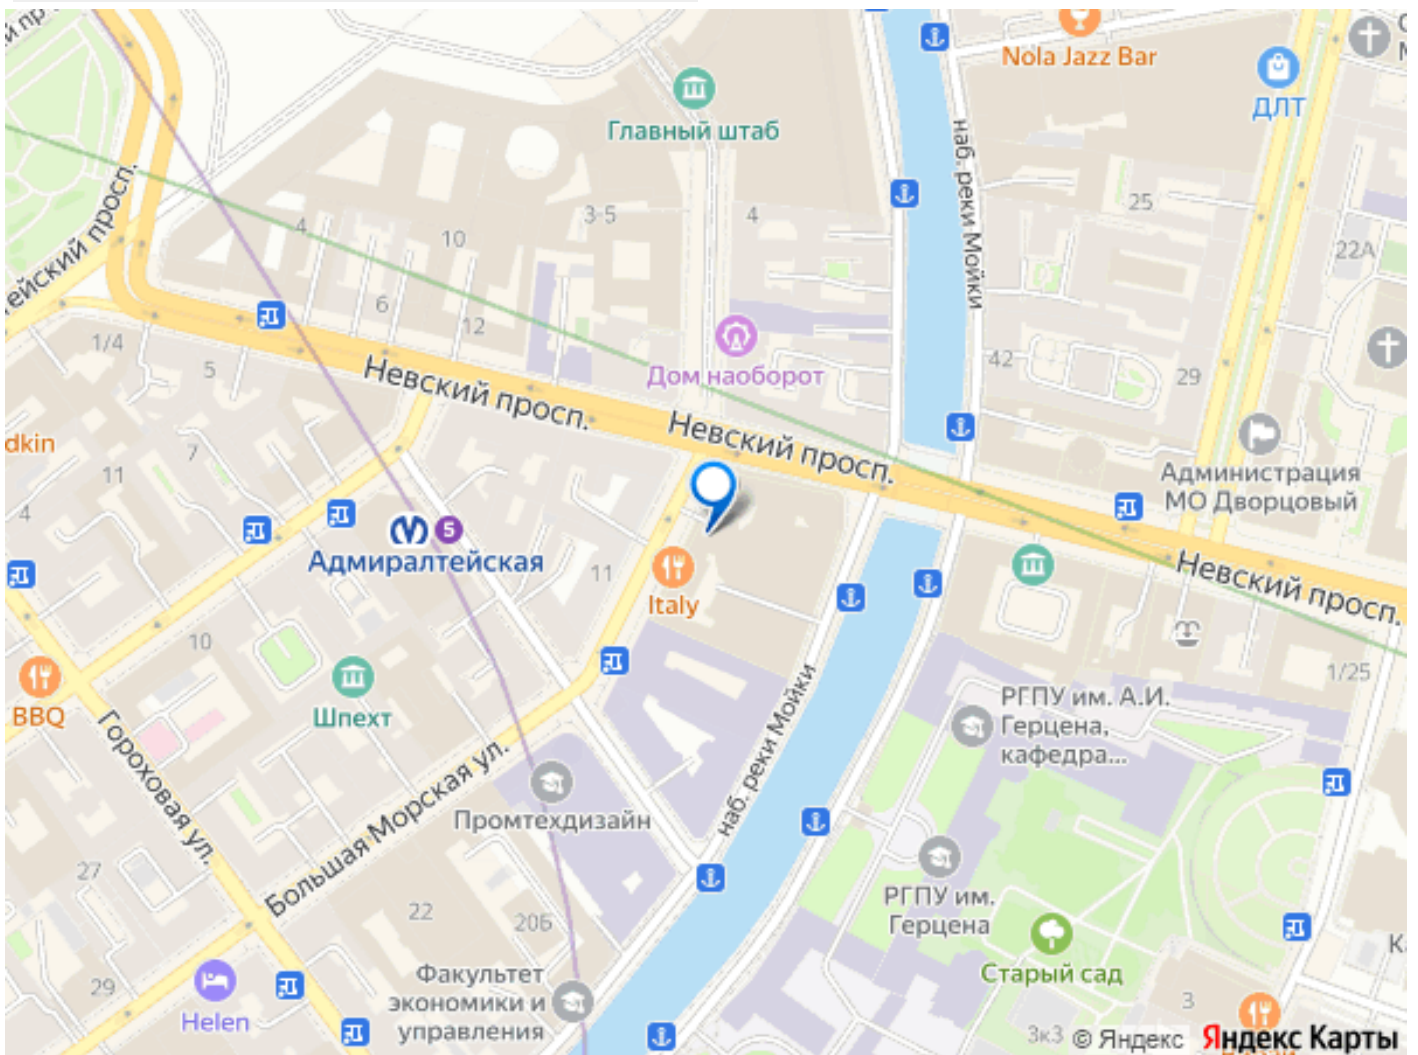 Nola Jazz Bar
ДЛТ
Главный штаб
наб. реки Мойки
25
22А
3-5
4
4
10
6
12
1/4
5
Невский просп.
Дом наоборот
42
29
Невский просп.
dkin
7
11
4
Администрация
МО Дворцовый
5
Адмиралтейская
11
Italy
Невский просп.
10
1/25
BBQ
Шпехт
РГПУ им. А.И.
Герцена,
кафедра...
наб. реки Мойки
Гороховая ул.
Большая Морская ул.
Промтехдизайн
27
22
20Б
РГПУ им.
Герцена
Старый сад
29
Helen
Факультет
экономики и
управления
3
3к3
© Яндекс Яндекс Карты